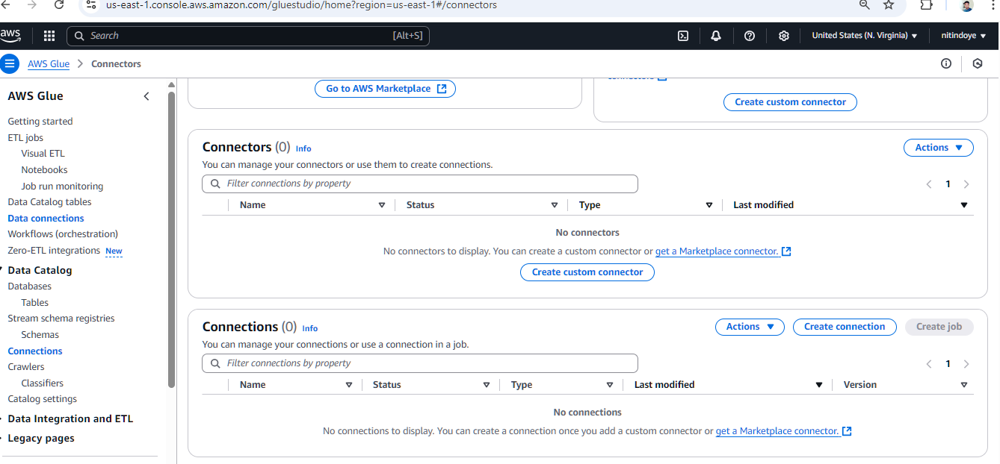 us-east-1.console.aws.amazon.com/gluestudio/home?region=us-east-1#/connectors
aws
Search
[Alt+S]
United States (N. Virginia)
nitindoye
AWS Glue
Connectors
AWS Glue
Getting started
ETL jobs
Visual ETL
Notebooks
Job run monitoring
Data Catalog tables
Data connections
Workflows (orchestration)
Zero-ETL integrations New
Data Catalog
Databases
Tables
Stream schema registries
Schemas
Connections
Crawlers
Classifiers
Catalog settings
Data Integration and ETL
Legacy pages
Go to AWS Marketplace
Create custom connector
Connectors (0) Info
Actions
You can manage your connectors or use them to create connections.
Filter connections by property
1
Name Status Type Last modified
No connectors
No connectors to display. You can create a custom connector or get a Marketplace connector.
Create custom connector
Connections (0) Info
Actions
Create connection
Create job
You can manage your connections or use a connection in a job.
Filter connections by property
1
Name Status Type Last modified Version
No connections
No connections to display. You can create a connection once you add a custom connector or get a Marketplace connector.